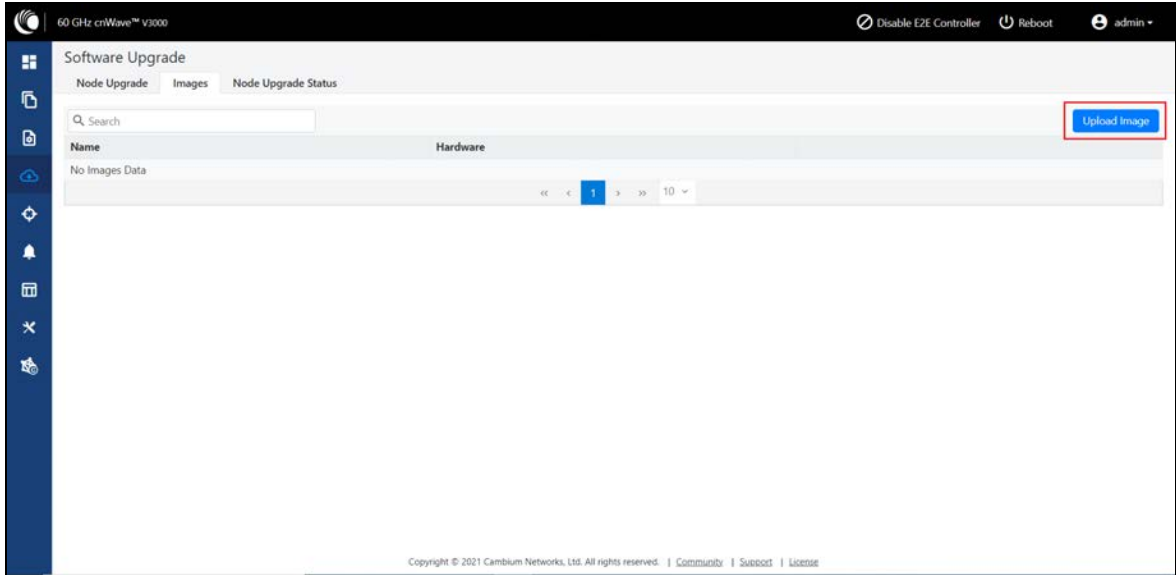 60 GHz cnWave™ V3000 Disable E2E Controller Reboot admin
Software Upgrade
Node Upgrade Images Node Upgrade Status
Search Upload Image
Name Hardware
No Images Data
« ‹ 1 › » 10
Copyright © 2021 Cambium Networks, Ltd. All rights reserved. | Community | Support | License